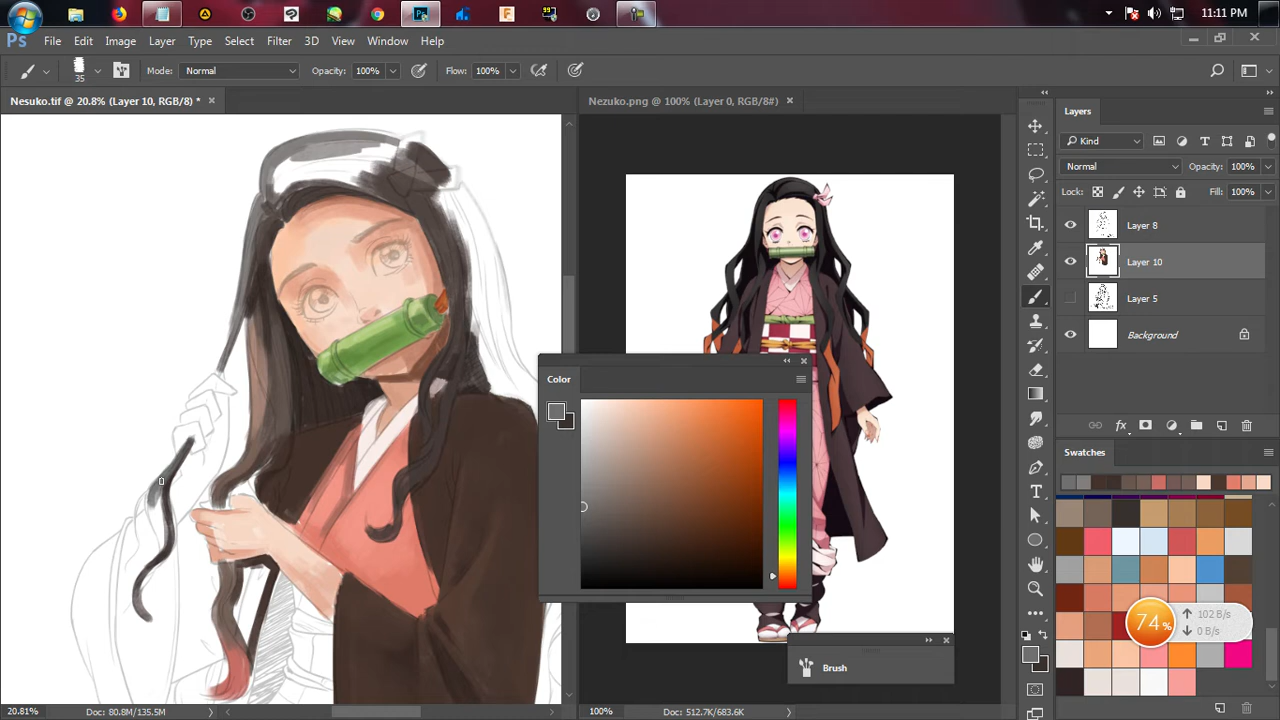 99
11:11 PM
Ps File Edit Image Layer Type Select Filter 3D View Window Help
35 Mode: Normal Opacity: 100% Flow: 100%
Nesuko.tif @ 20.8% (Layer 10, RGB/8) * × Nezuko.png @ 100% (Layer 0, RGB/8#) ×
Layers
Kind
Normal Opacity: 100%
Lock: Fill: 100%
Layer 8
Layer 10
Layer 5
Background
fx
Color
Swatches
74% 102 B/s
0 B/s
Brush
20.81% Doc: 80.8M/135.5M 100% Doc: 512.7K/683.6K